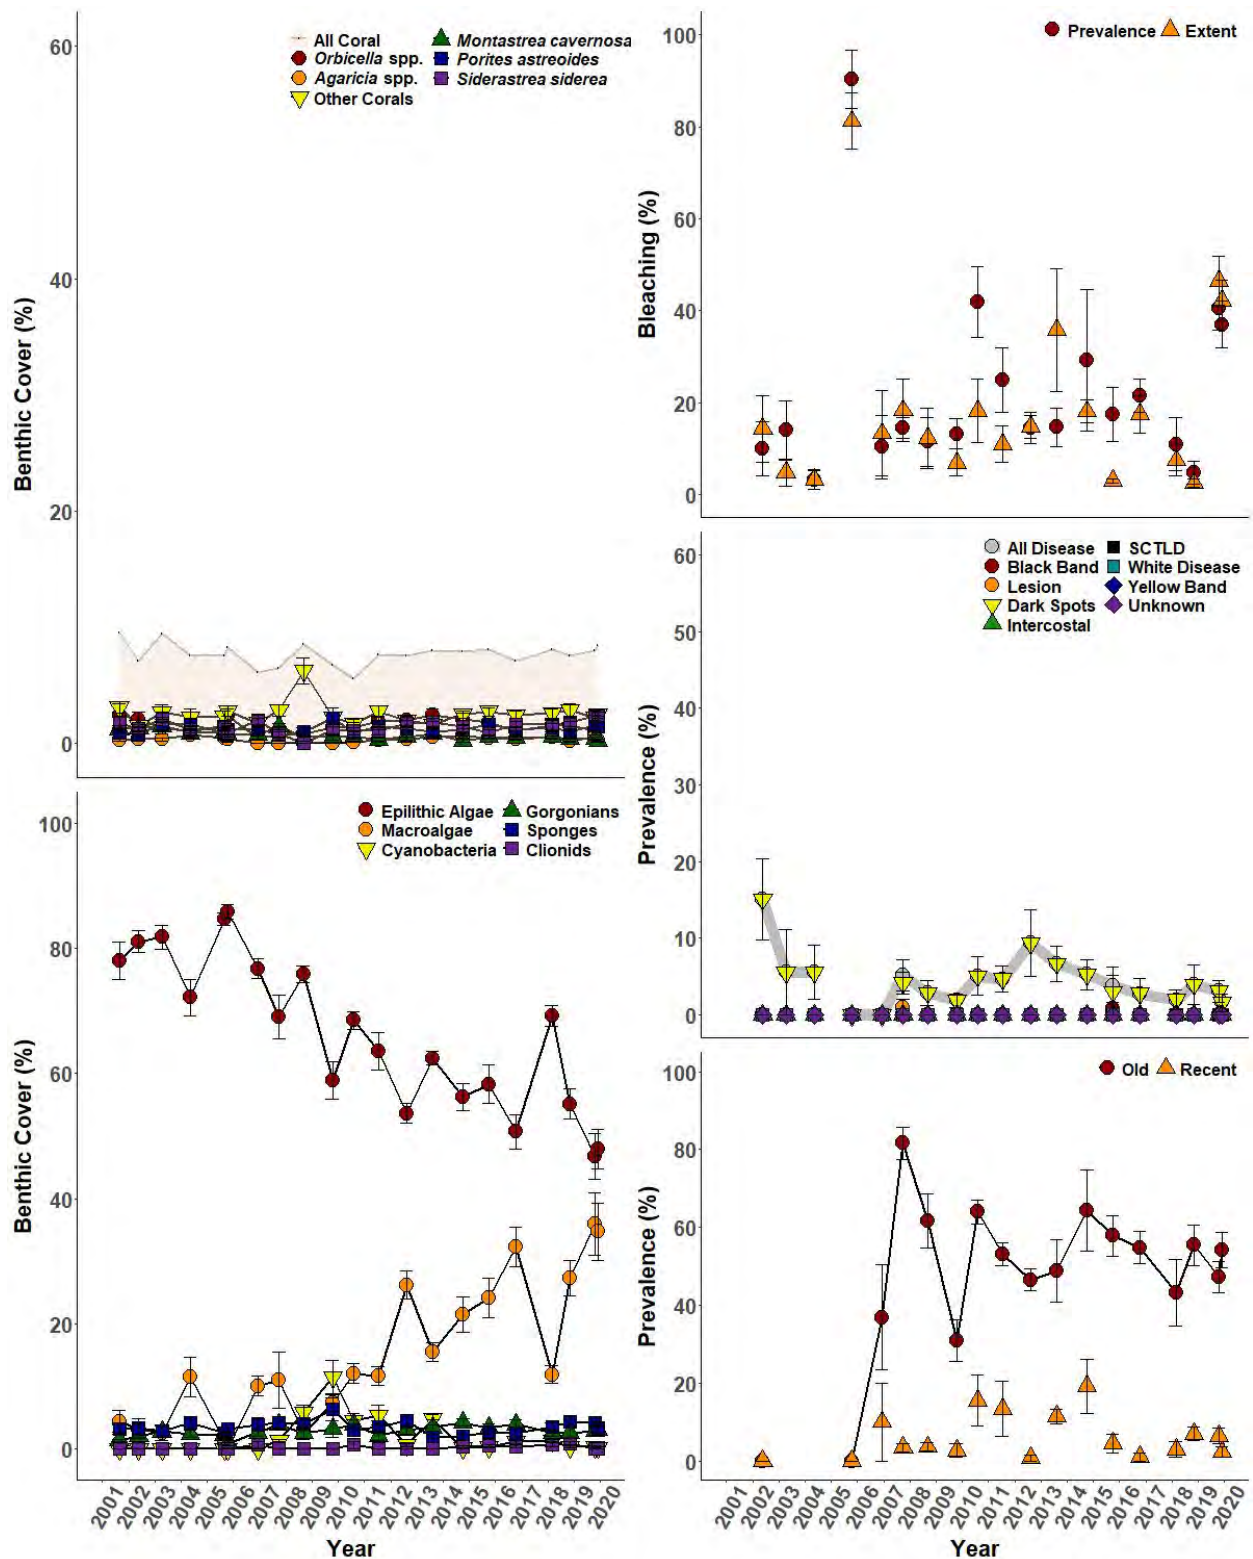 All Coral
Orbicella spp.
Agaricia spp.
Other Corals
Montastrea cavernosa
Porites astreoides
Siderastrea siderea
60
40
20
0
Benthic Cover (%)
Epilithic Algae
Macroalgae
Cyanobacteria
Gorgonians
Sponges
Clionids
100
80
60
40
20
0
Benthic Cover (%)
2001 2002 2003 2004 2005 2006 2007 2008 2009 2010 2011 2012 2013 2014 2015 2016 2017 2018 2019 2020
Year
Prevalence Extent
100
80
60
40
20
0
Bleaching (%)
All Disease
Black Band
Lesion
Dark Spots
Intercostal
SCTLD
White Disease
Yellow Band
Unknown
60
50
40
30
20
10
0
Prevalence (%)
Old Recent
100
80
60
40
20
0
Prevalence (%)
2001 2002 2003 2004 2005 2006 2007 2008 2009 2010 2011 2012 2013 2014 2015 2016 2017 2018 2019 2020
Year